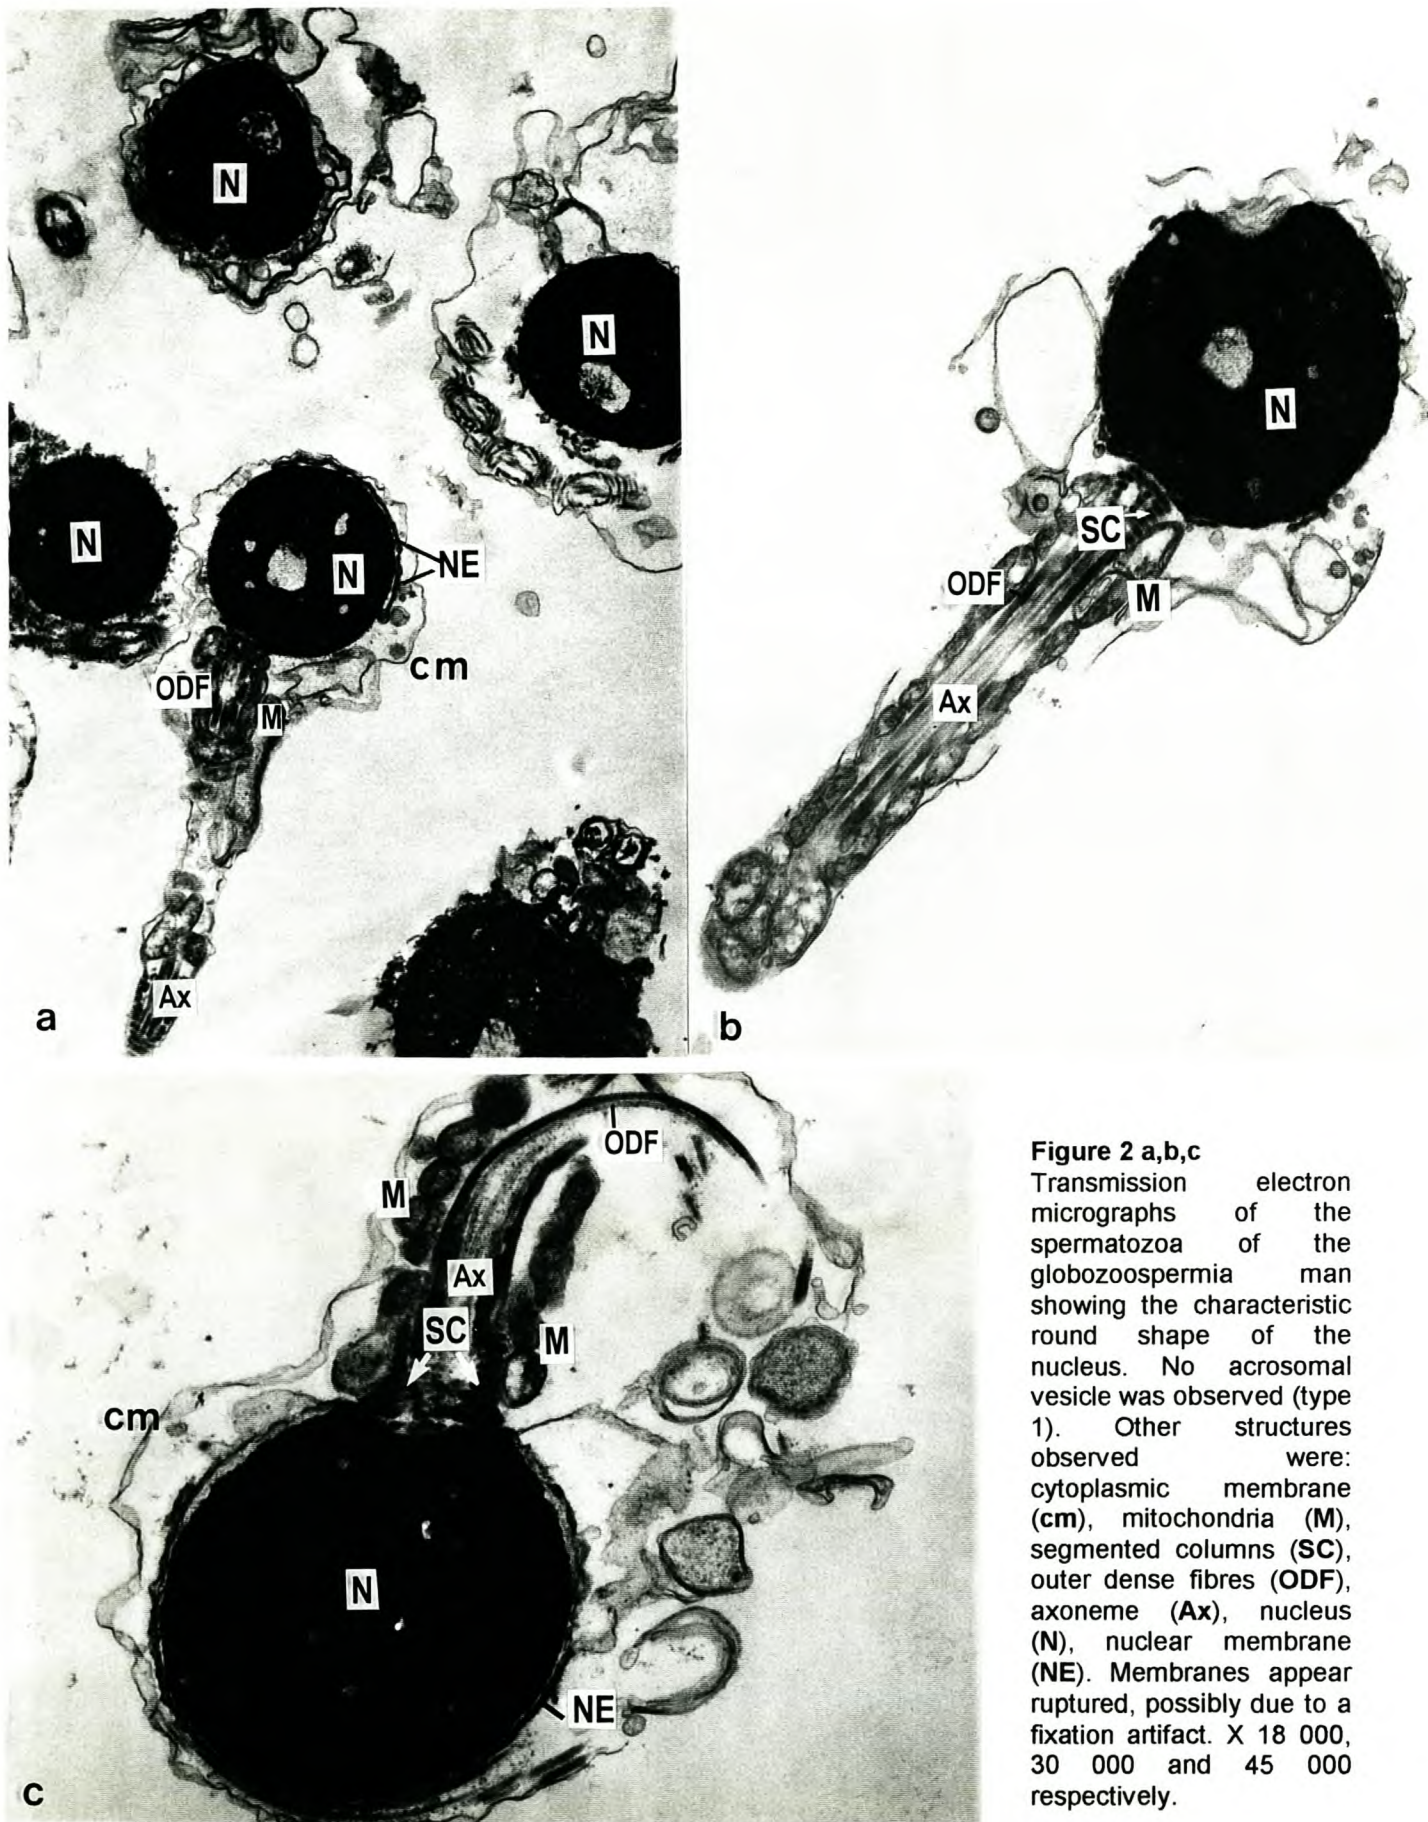 N
N
N
N
NE
cm
ODF
M
Ax
a
N
SC
ODF
M
Ax
b
ODF
M
Ax
SC
M
cm
N
NE
c
Figure 2 a,b,c
Transmission electron
micrographs of the
spermatozoa of the
globozoospermia man
showing the characteristic
round shape of the
nucleus. No acrosomal
vesicle was observed (type
1). Other structures
observed were:
cytoplasmic membrane
(cm), mitochondria (M),
segmented columns (SC),
outer dense fibres (ODF),
axoneme (Ax), nucleus
(N), nuclear membrane
(NE). Membranes appear
ruptured, possibly due to a
fixation artifact. X 18 000,
30 000 and 45 000
respectively.